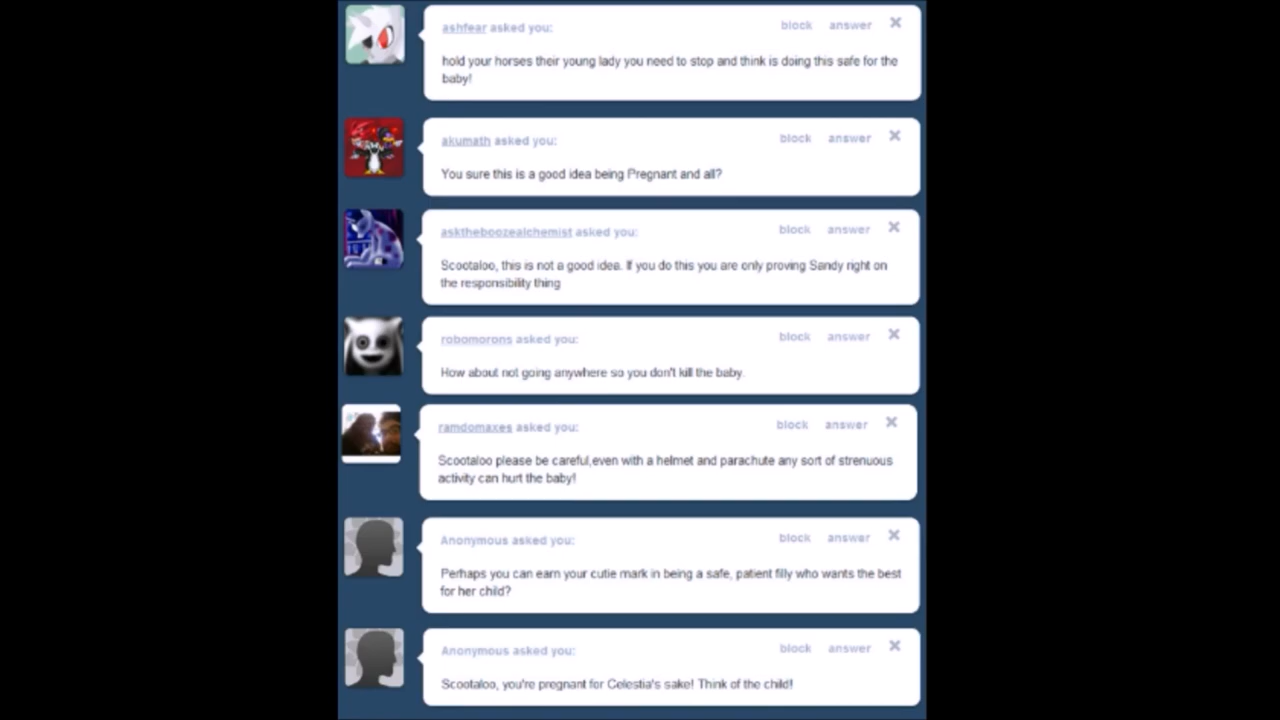 ashfear asked you: block answer
hold your horses their young lady you need to stop and think is doing this safe for the
baby!
akumath asked you: block answer
You sure this is a good idea being Pregnant and all?
asktheboozealchemist asked you: block answer
Scootaloo, this is not a good idea. If you do this you are only proving Sandy right on
the responsibility thing
robomorons asked you: block answer
How about not going anywhere so you don't kill the baby.
ramdomaxes asked you: block answer
Scootaloo please be careful,even with a helmet and parachute any sort of strenuous
activity can hurt the baby!
Anonymous asked you: block answer
Perhaps you can earn your cutie mark in being a safe, patient filly who wants the best
for her child?
Anonymous asked you: block answer
Scootaloo, you're pregnant for Celestia's sake! Think of the child!